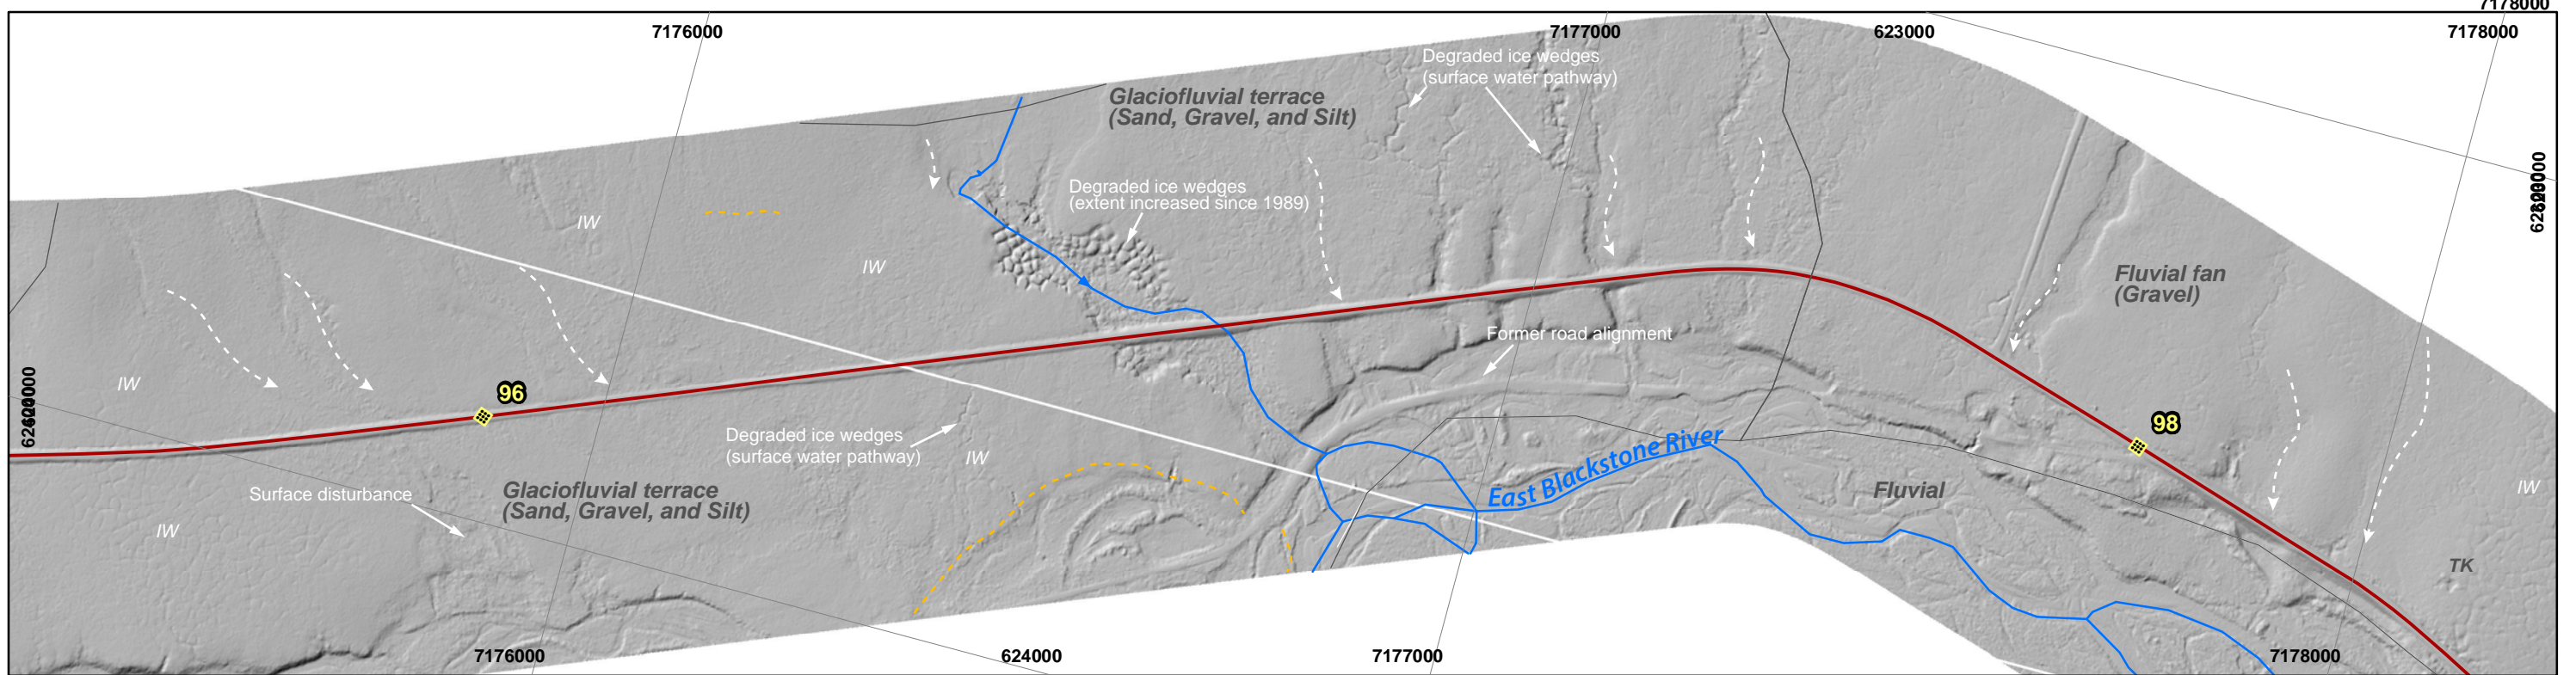 7178000
7176000
7177000
623000
7178000
Degraded ice wedges
(surface water pathway)
Glaciofluvial terrace
(Sand, Gravel, and Silt)
Degraded ice wedges
(extent increased since 1989)
IW
IW
Fluvial fan
(Gravel)
Former road alignment
IW
96
98
Degraded ice wedges
(surface water pathway)
IW
East Blackstone River
Surface disturbance
Glaciofluvial terrace
(Sand, Gravel, and Silt)
Fluvial
IW
IW
TK
7176000
624000
7177000
7178000